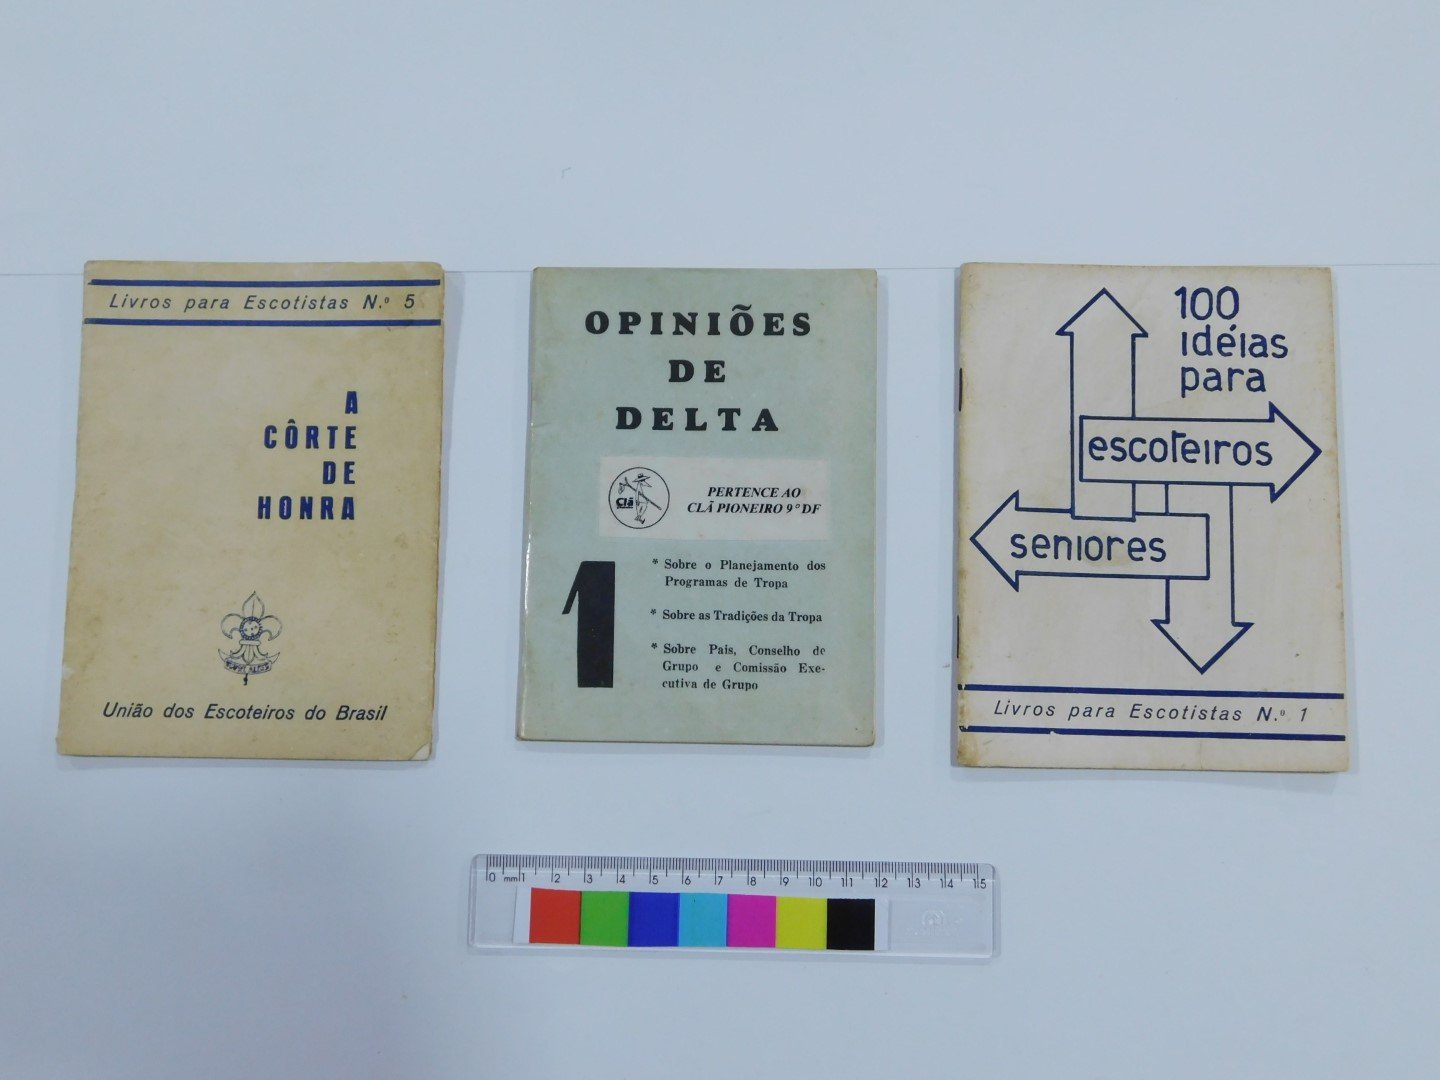 Livros para Escotistas N.º 5
A
CÔRTE
DE
HONRA
União dos Escoteiros do Brasil
OPINIÕES
DE
DELTA
Clã
PERTENCE AO
CLÃ PIONEIRO 9º DF
1
* Sobre o Planejamento dos
Programas de Tropa
* Sobre as Tradições da Tropa
* Sobre Pais, Conselho de
Grupo e Comissão Exe-
cutiva de Grupo
100
idéias
para
escoteiros
seniores
Livros para Escotistas N.º 1
0 mm 1 2 3 4 5 6 7 8 9 10 11 12 13 14 15